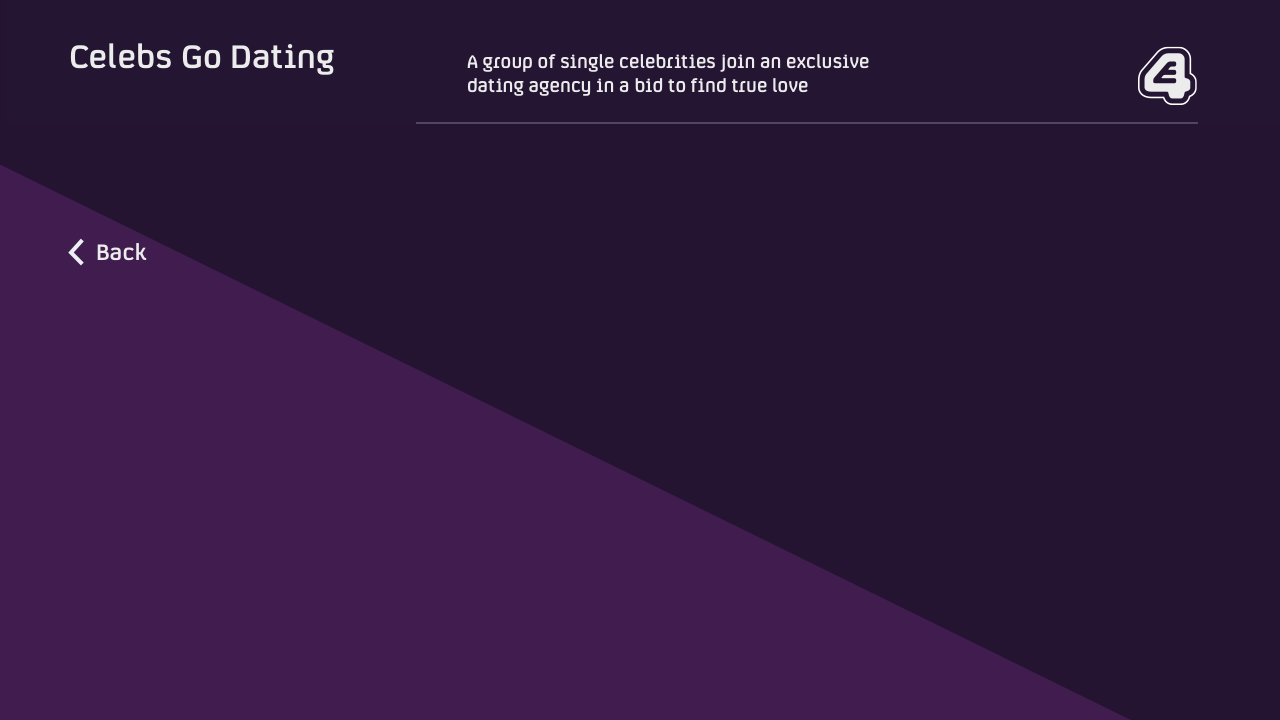 Celebs Go Dating
A group of single celebrities join an exclusive
dating agency in a bid to find true love
E4
Back